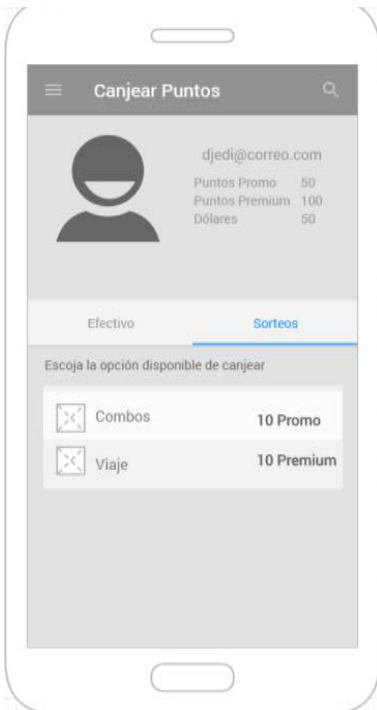 Canjear Puntos
djedi@correo.com
Puntos Promo 50
Puntos Premium 100
Dólares 50
Efectivo Sorteos
Escoja la opción disponible de canjear
Combos 10 Promo
Viaje 10 Premium